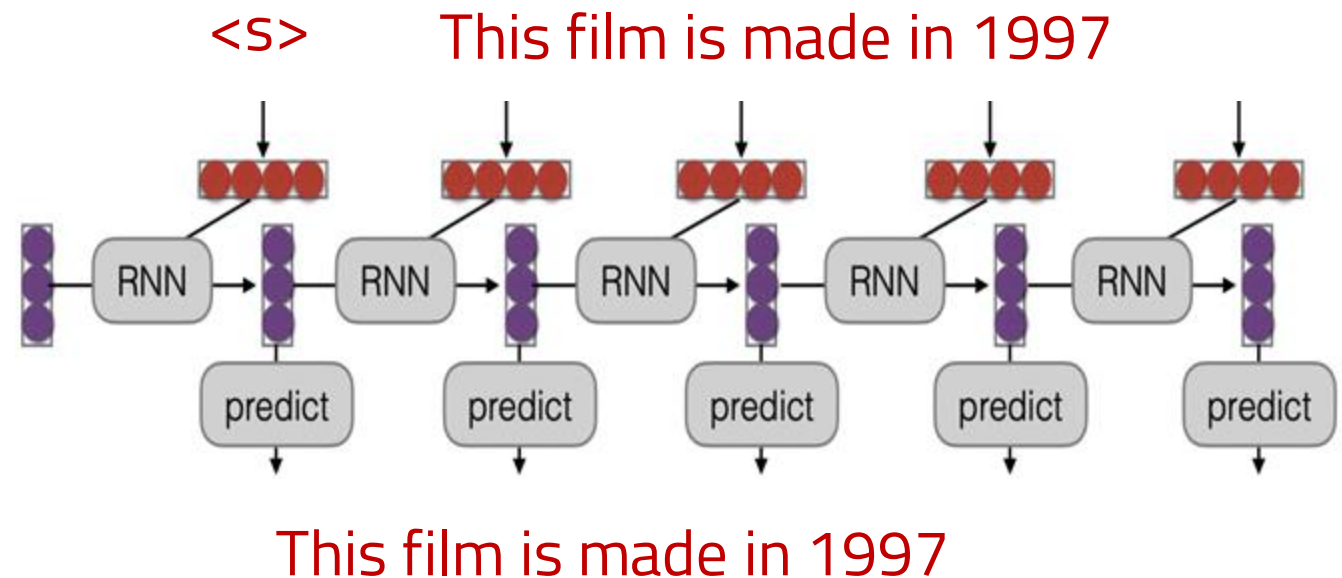 <s> This film is made in 1997
RNN RNN RNN RNN RNN
predict predict predict predict predict
This film is made in 1997